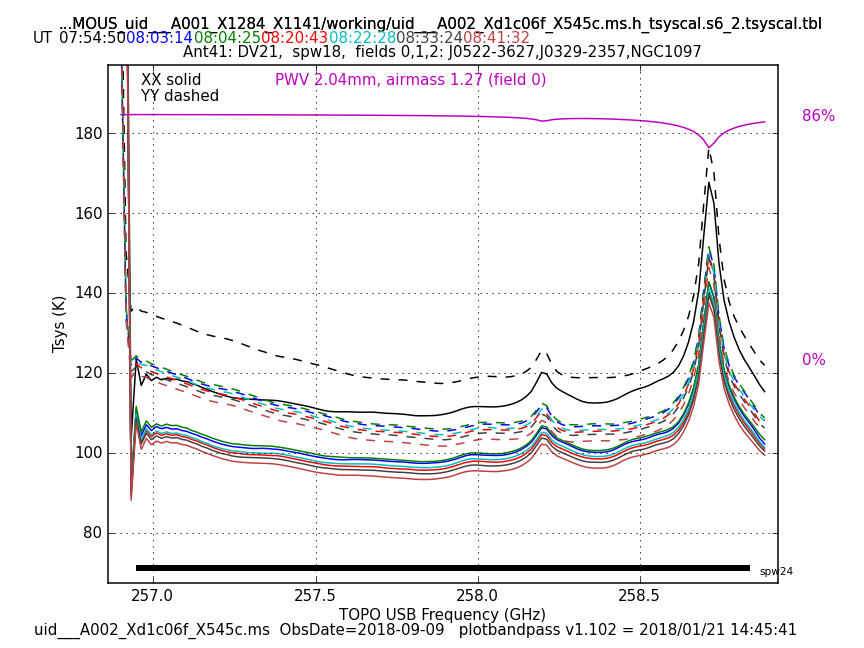 ...MOUS_uid___A001_X1284_X1141/working/uid___A002_Xd1c06f_X545c.ms.h_tsyscal.s6_2.tsyscal.tbl
UT 07:54:50 08:03:14 08:04:25 08:20:43 08:22:28 08:33:24 08:41:32
Ant41: DV21, spw18, fields 0,1,2: J0522-3627,J0329-2357,NGC1097
XX solid
PWV 2.04mm, airmass 1.27 (field 0)
YY dashed
86%
0%
180
160
140
120
100
80
Tsys (K)
spw24
257.0 257.5 258.0 258.5
TOPO USB Frequency (GHz)
uid___A002_Xd1c06f_X545c.ms ObsDate=2018-09-09 plotbandpass v1.102 = 2018/01/21 14:45:41